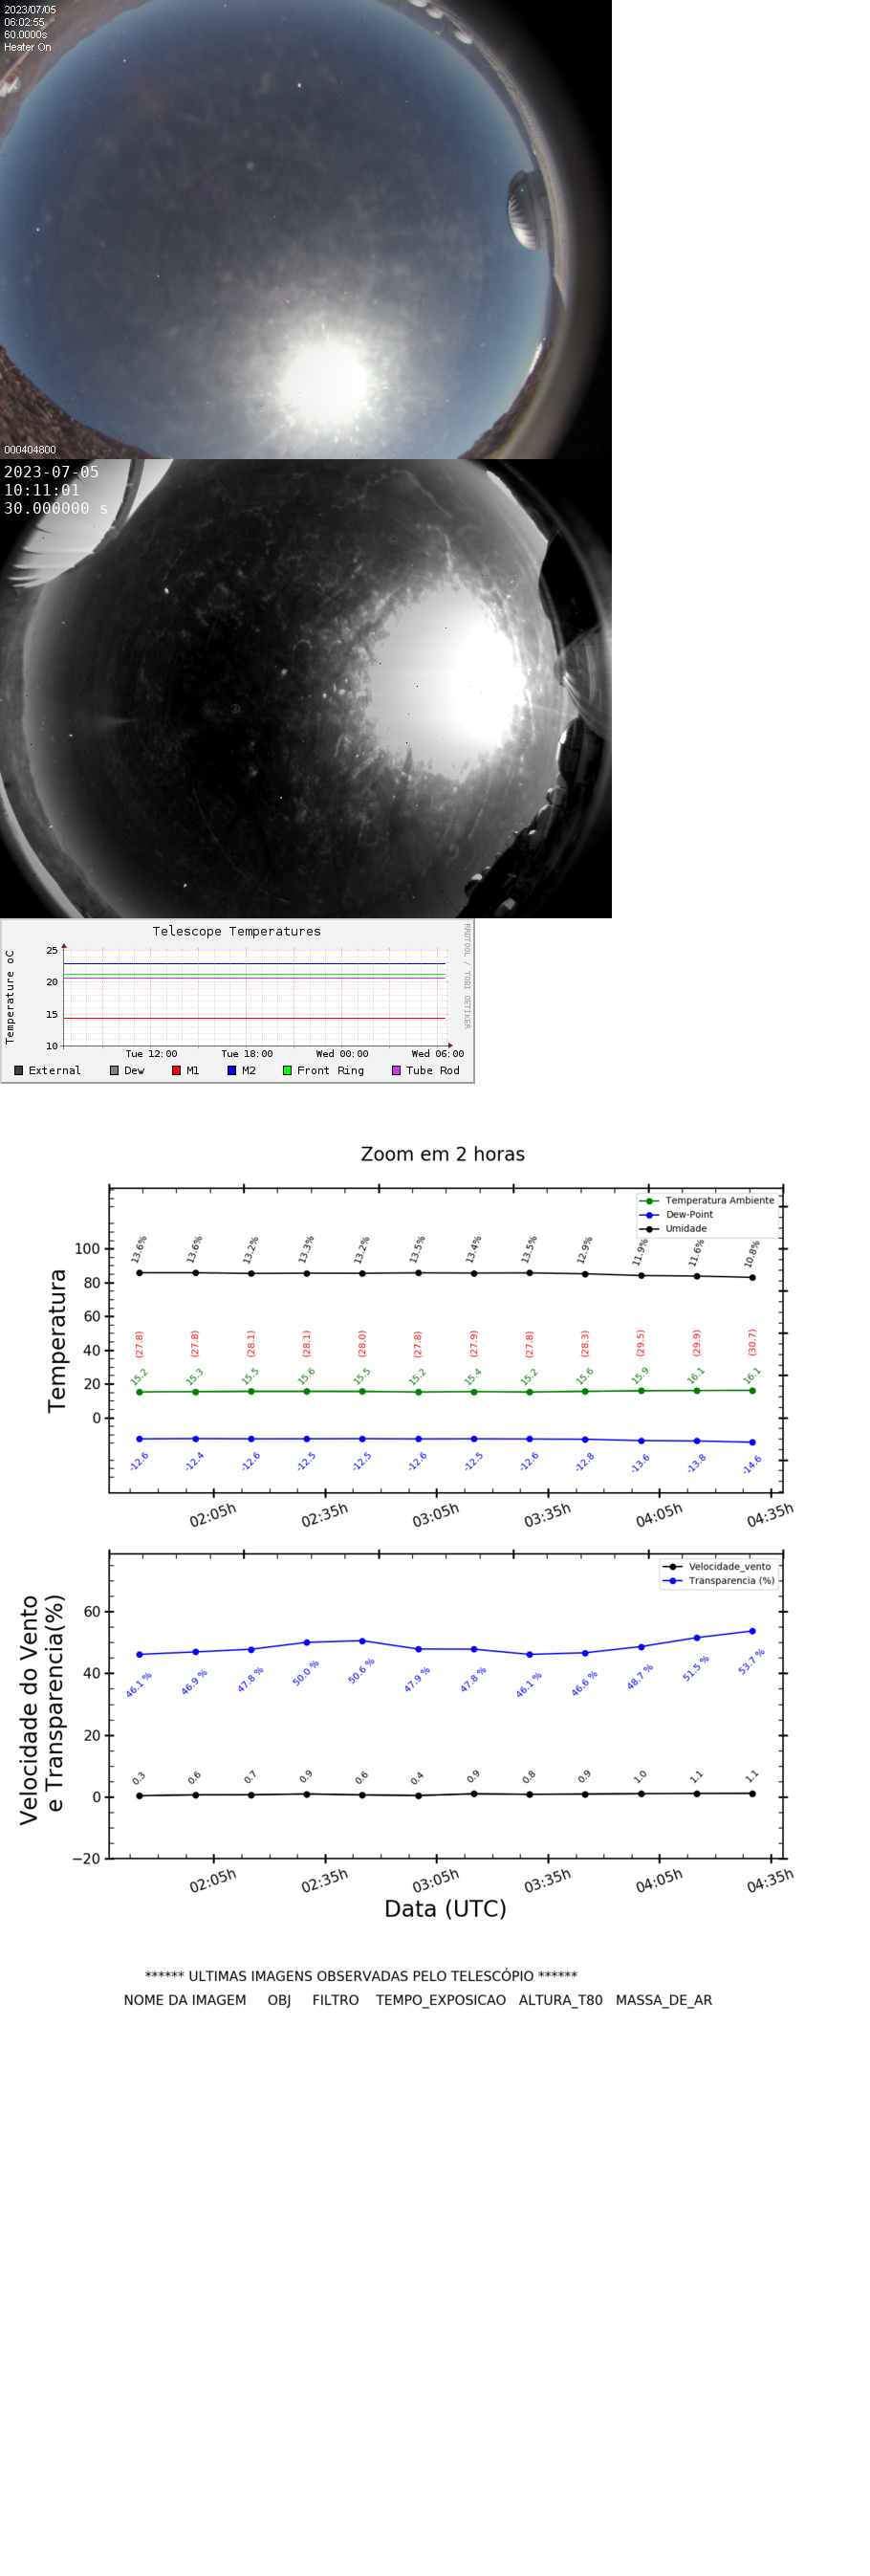 2023/07/05
06:02:55
60.0000s
Heater On
000404800
2023-07-05
10:11:01
30.000000 s
Telescope Temperatures
RRDTOOL / TOBI OETIKER
Temperature oC
25
20
15
10
Tue 12:00 Tue 18:00 Wed 00:00 Wed 06:00
External Dew M1 M2 Front Ring Tube Rod
Zoom em 2 horas
Temperatura Ambiente
Dew-Point
Umidade
Temperatura
100
80
60
40
20
0
13.6% 13.6% 13.2% 13.3% 13.2% 13.5% 13.4% 13.5% 12.9% 11.9% 11.6% 10.8%
(27.8) (27.8) (28.1) (28.1) (28.0) (27.8) (27.9) (27.8) (28.3) (29.5) (29.9) (30.7)
15.2 15.3 15.5 15.6 15.5 15.2 15.4 15.2 15.6 15.9 16.1 16.1
-12.6 -12.4 -12.6 -12.5 -12.5 -12.6 -12.5 -12.6 -12.8 -13.6 -13.8 -14.6
02:05h 02:35h 03:05h 03:35h 04:05h 04:35h
Velocidade_vento
Transparencia (%)
Velocidade do Vento
e Transparencia(%)
60
40
20
0
−20
46.1 % 46.9 % 47.8 % 50.0 % 50.6 % 47.9 % 47.8 % 46.1 % 46.6 % 48.7 % 51.5 % 53.7 %
0.3 0.6 0.7 0.9 0.6 0.4 0.9 0.8 0.9 1.0 1.1 1.1
02:05h 02:35h 03:05h 03:35h 04:05h 04:35h
Data (UTC)
****** ULTIMAS IMAGENS OBSERVADAS PELO TELESCÓPIO ******
NOME DA IMAGEM OBJ FILTRO TEMPO_EXPOSICAO ALTURA_T80 MASSA_DE_AR